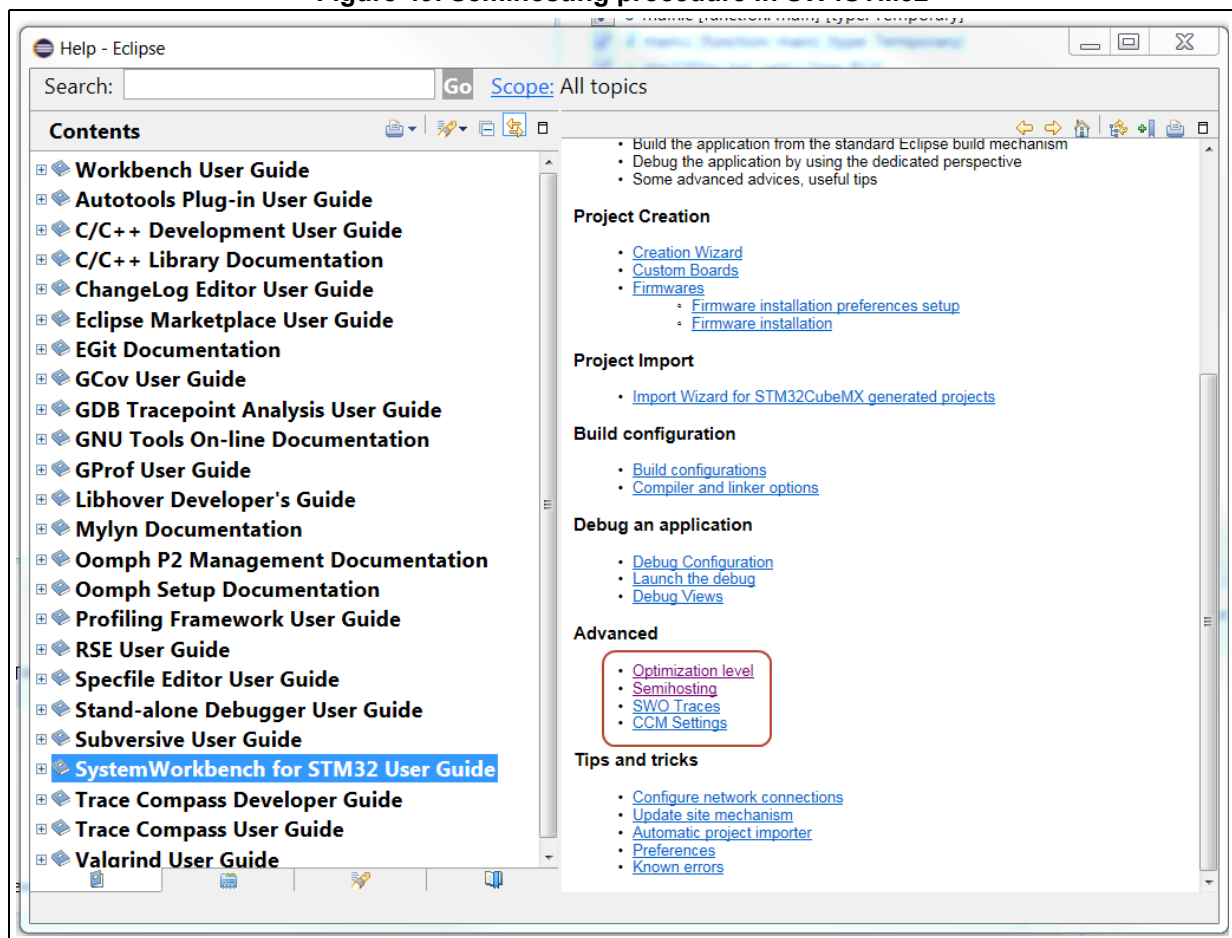 Figure 43. Semihosting procedure in SW4STM32
Help - Eclipse
Search:
Go
Scope: All topics
Contents
Workbench User Guide
Autotools Plug-in User Guide
C/C++ Development User Guide
C/C++ Library Documentation
ChangeLog Editor User Guide
Eclipse Marketplace User Guide
EGit Documentation
GCov User Guide
GDB Tracepoint Analysis User Guide
GNU Tools On-line Documentation
GProf User Guide
Libhover Developer's Guide
Mylyn Documentation
Oomph P2 Management Documentation
Oomph Setup Documentation
Profiling Framework User Guide
RSE User Guide
Specfile Editor User Guide
Stand-alone Debugger User Guide
Subversive User Guide
SystemWorkbench for STM32 User Guide
Trace Compass Developer Guide
Trace Compass User Guide
Valgrind User Guide
• Build the application from the standard Eclipse build mechanism
• Debug the application by using the dedicated perspective
• Some advanced advices, useful tips
Project Creation
• Creation Wizard
• Custom Boards
• Firmwares
◦ Firmware installation preferences setup
◦ Firmware installation
Project Import
• Import Wizard for STM32CubeMX generated projects
Build configuration
• Build configurations
• Compiler and linker options
Debug an application
• Debug Configuration
• Launch the debug
• Debug Views
Advanced
• Optimization level
• Semihosting
• SWO Traces
• CCM Settings
Tips and tricks
• Configure network connections
• Update site mechanism
• Automatic project importer
• Preferences
• Known errors